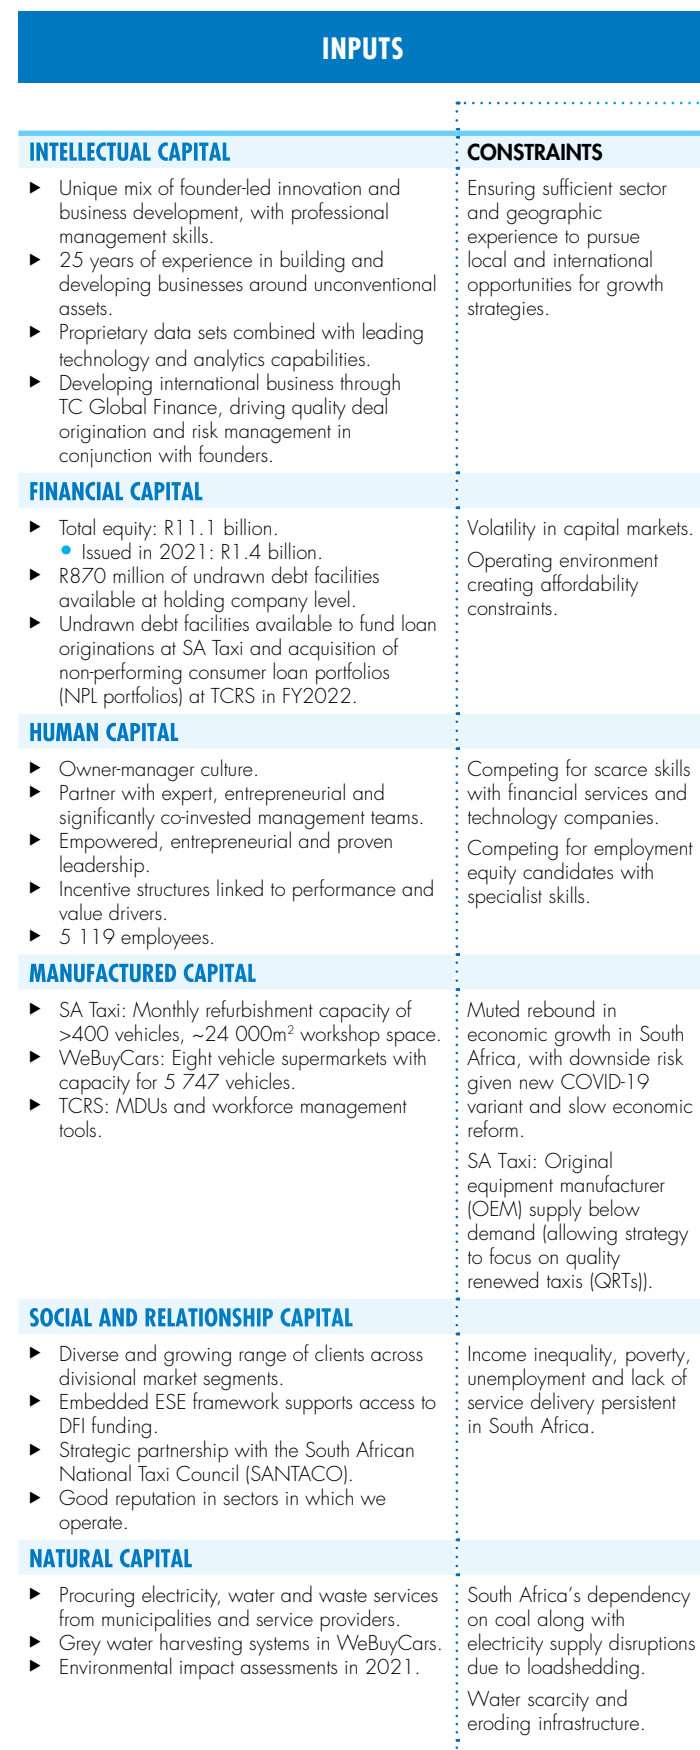 INPUTS
INTELLECTUAL CAPITAL
► Unique mix of founder-led innovation and
business development, with professional
management skills.
► 25 years of experience in building and
developing businesses around unconventional
assets.
► Proprietary data sets combined with leading
technology and analytics capabilities.
► Developing international business through
TC Global Finance, driving quality deal
origination and risk management in
conjunction with founders.
CONSTRAINTS
Ensuring sufficient sector
and geographic
experience to pursue
local and international
opportunities for growth
strategies.
FINANCIAL CAPITAL
► Total equity: R11.1 billion.
• Issued in 2021: R1.4 billion.
► R870 million of undrawn debt facilities
available at holding company level.
► Undrawn debt facilities available to fund loan
originations at SA Taxi and acquisition of
non-performing consumer loan portfolios
(NPL portfolios) at TCRS in FY2022.
Volatility in capital markets.
Operating environment
creating affordability
constraints.
HUMAN CAPITAL
► Owner-manager culture.
► Partner with expert, entrepreneurial and
significantly co-invested management teams.
► Empowered, entrepreneurial and proven
leadership.
► Incentive structures linked to performance and
value drivers.
► 5 119 employees.
Competing for scarce skills
with financial services and
technology companies.
Competing for employment
equity candidates with
specialist skills.
MANUFACTURED CAPITAL
► SA Taxi: Monthly refurbishment capacity of
>400 vehicles, ~24 000m² workshop space.
► WeBuyCars: Eight vehicle supermarkets with
capacity for 5 747 vehicles.
► TCRS: MDUs and workforce management
tools.
Muted rebound in
economic growth in South
Africa, with downside risk
given new COVID-19
variant and slow economic
reform.
SA Taxi: Original
equipment manufacturer
(OEM) supply below
demand (allowing strategy
to focus on quality
renewed taxis (QRTs)).
SOCIAL AND RELATIONSHIP CAPITAL
► Diverse and growing range of clients across
divisional market segments.
► Embedded ESE framework supports access to
DFI funding.
► Strategic partnership with the South African
National Taxi Council (SANTACO).
► Good reputation in sectors in which we
operate.
Income inequality, poverty,
unemployment and lack of
service delivery persistent
in South Africa.
NATURAL CAPITAL
► Procuring electricity, water and waste services
from municipalities and service providers.
► Grey water harvesting systems in WeBuyCars.
► Environmental impact assessments in 2021.
South Africa's dependency
on coal along with
electricity supply disruptions
due to loadshedding.
Water scarcity and
eroding infrastructure.